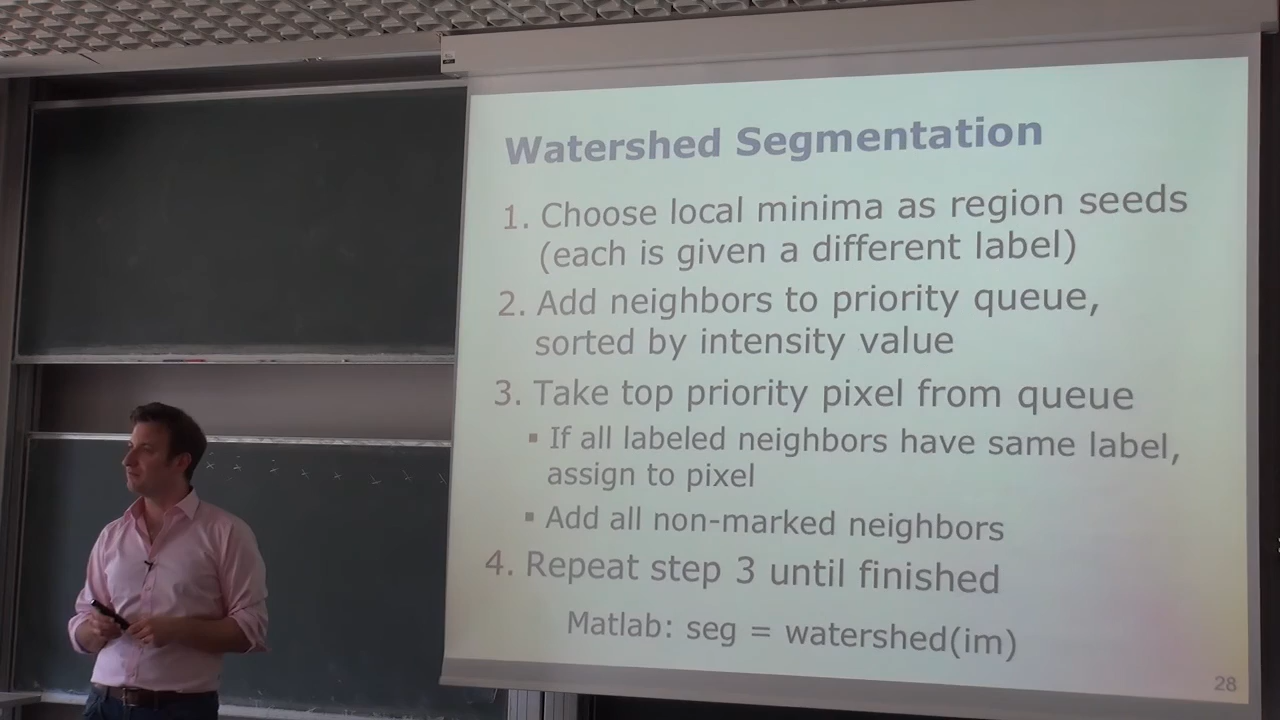 Watershed Segmentation
1. Choose local minima as region seeds
(each is given a different label)
2. Add neighbors to priority queue,
sorted by intensity value
3. Take top priority pixel from queue
▪ If all labeled neighbors have same label,
assign to pixel
▪ Add all non-marked neighbors
4. Repeat step 3 until finished
Matlab: seg = watershed(im)
28